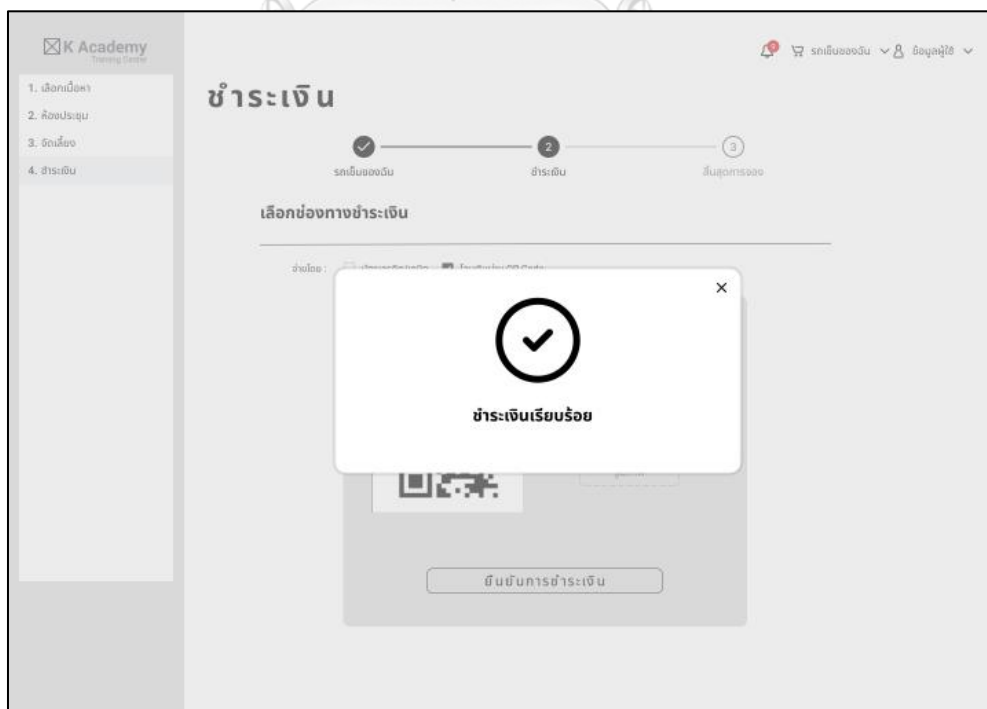 K Academy
Training Center
รถเข็นของฉัน
ข้อมูลผู้ใช้
1. เลือกเนื้อหา
2. ห้องประชุม
3. จัดเลี้ยง
4. ชำระเงิน
ชำระเงิน
2
3
รถเข็นของฉัน
ชำระเงิน
สิ้นสุดการจอง
เลือกช่องทางชำระเงิน
จ่ายโดย :
ชำระเงินเรียบร้อย
ยืนยันการชำระเงิน